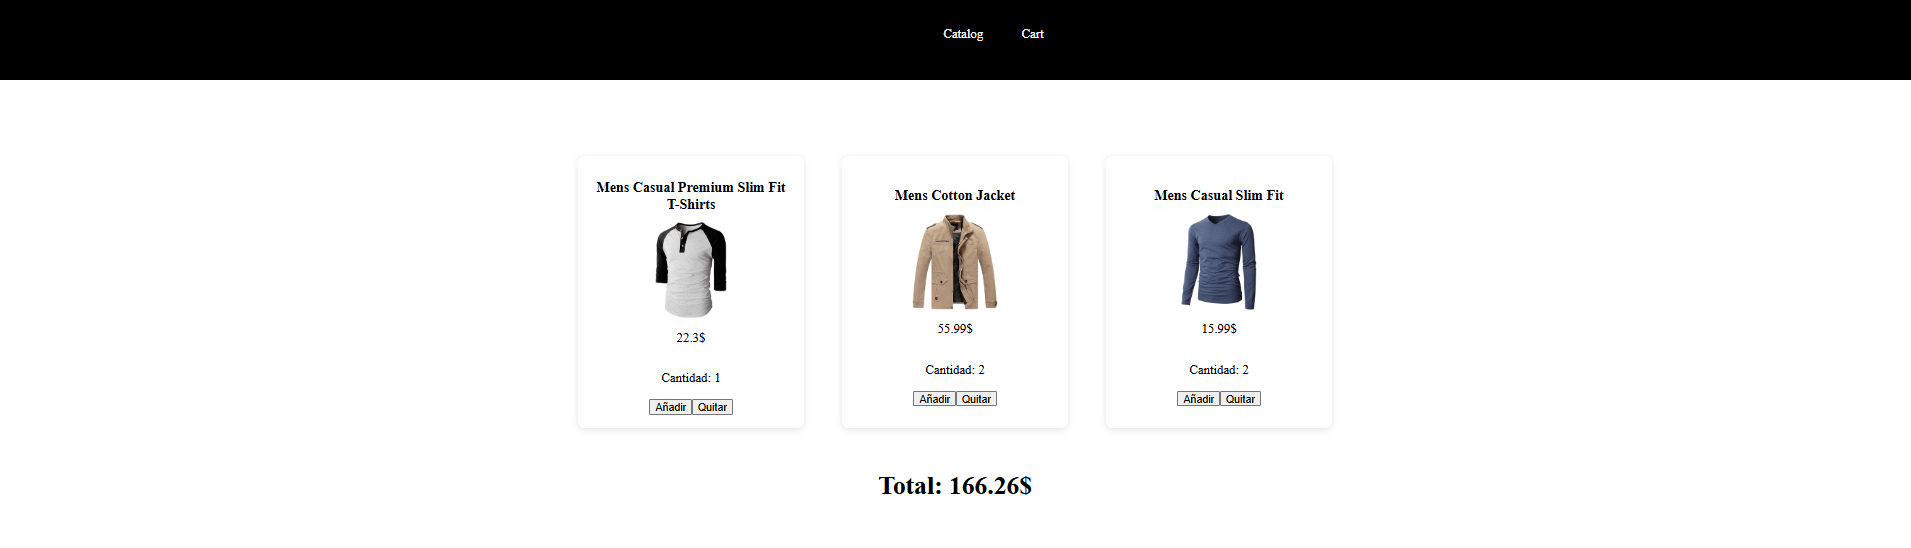 Catalog Cart
Mens Casual Premium Slim Fit
T-Shirts
22.3$
Cantidad: 1
Añadir Quitar
Mens Cotton Jacket
55.99$
Cantidad: 2
Añadir Quitar
Mens Casual Slim Fit
15.99$
Cantidad: 2
Añadir Quitar
Total: 166.26$